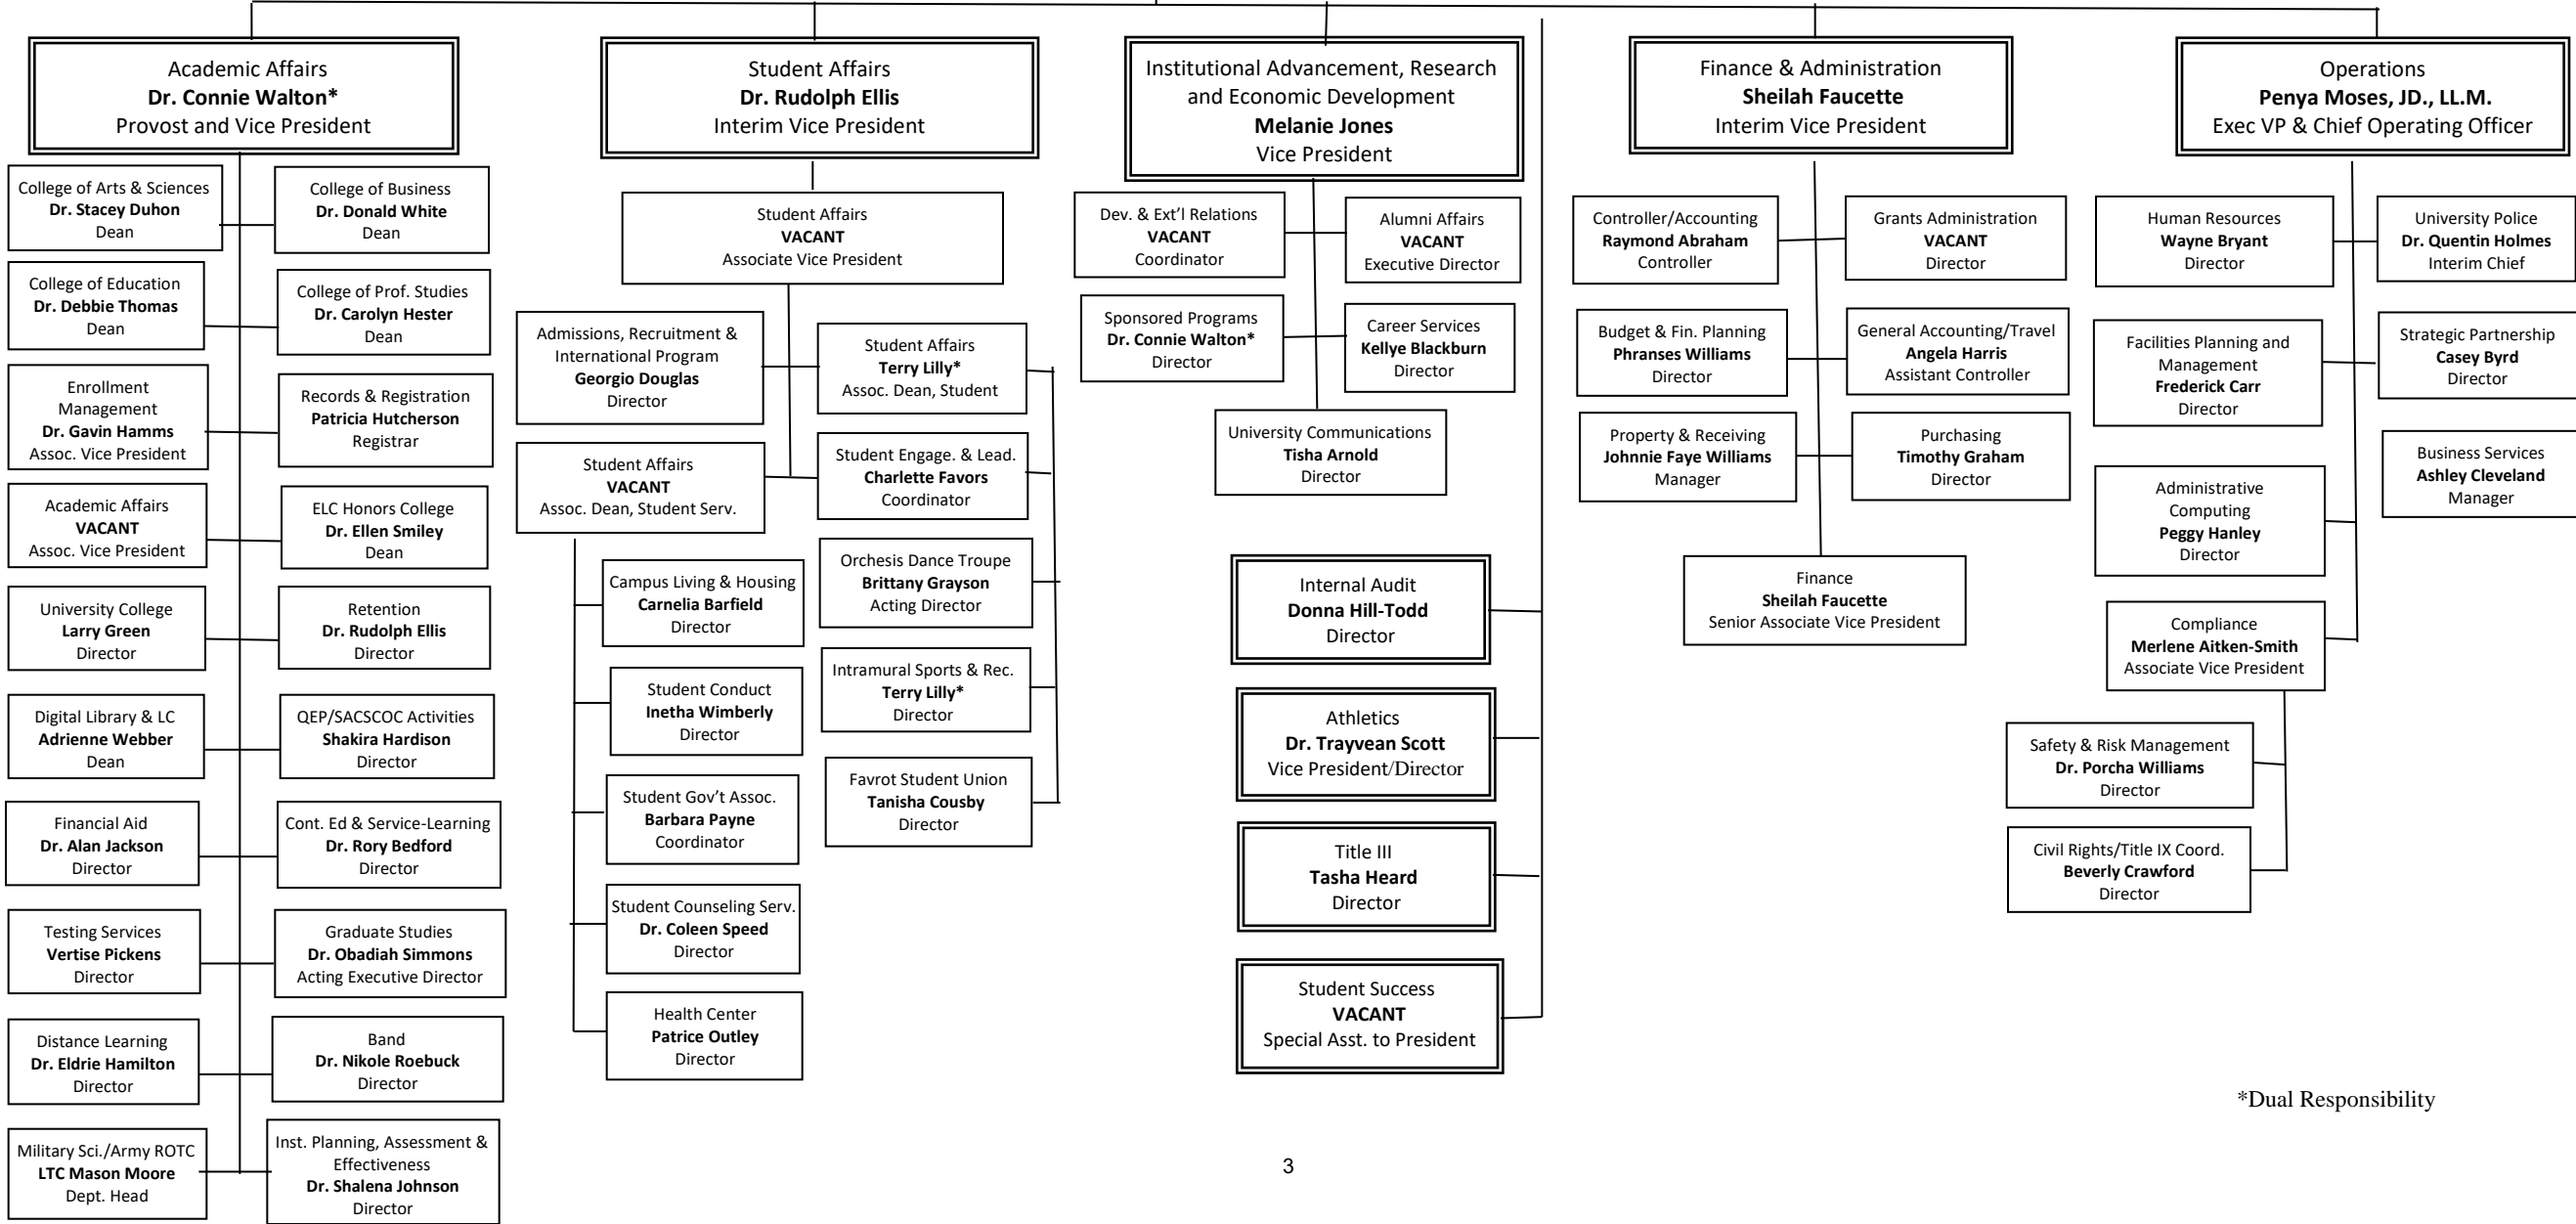 Academic Affairs
Dr. Connie Walton*
Provost and Vice President
Student Affairs
Dr. Rudolph Ellis
Interim Vice President
Institutional Advancement, Research
and Economic Development
Melanie Jones
Vice President
Finance & Administration
Sheilah Faucette
Interim Vice President
Operations
Penya Moses, JD., LL.M.
Exec VP & Chief Operating Officer
College of Arts & Sciences
Dr. Stacey Duhon
Dean
College of Business
Dr. Donald White
Dean
College of Education
Dr. Debbie Thomas
Dean
College of Prof. Studies
Dr. Carolyn Hester
Dean
Enrollment
Management
Dr. Gavin Hamms
Assoc. Vice President
Records & Registration
Patricia Hutcherson
Registrar
Academic Affairs
VACANT
Assoc. Vice President
ELC Honors College
Dr. Ellen Smiley
Dean
University College
Larry Green
Director
Retention
Dr. Rudolph Ellis
Director
Digital Library & LC
Adrienne Webber
Dean
QEP/SACSCOC Activities
Shakira Hardison
Director
Financial Aid
Dr. Alan Jackson
Director
Cont. Ed & Service-Learning
Dr. Rory Bedford
Director
Testing Services
Vertise Pickens
Director
Graduate Studies
Dr. Obadiah Simmons
Acting Executive Director
Distance Learning
Dr. Eldrie Hamilton
Director
Band
Dr. Nikole Roebuck
Director
Military Sci./Army ROTC
LTC Mason Moore
Dept. Head
Inst. Planning, Assessment &
Effectiveness
Dr. Shalena Johnson
Director
Student Affairs
VACANT
Associate Vice President
Admissions, Recruitment &
International Program
Georgio Douglas
Director
Student Affairs
Terry Lilly*
Assoc. Dean, Student
Student Affairs
VACANT
Assoc. Dean, Student Serv.
Student Engage. & Lead.
Charlette Favors
Coordinator
Campus Living & Housing
Carnelia Barfield
Director
Orchesis Dance Troupe
Brittany Grayson
Acting Director
Student Conduct
Inetha Wimberly
Director
Intramural Sports & Rec.
Terry Lilly*
Director
Student Gov’t Assoc.
Barbara Payne
Coordinator
Favrot Student Union
Tanisha Cousby
Director
Student Counseling Serv.
Dr. Coleen Speed
Director
Health Center
Patrice Outley
Director
Dev. & Ext’l Relations
VACANT
Coordinator
Alumni Affairs
VACANT
Executive Director
Sponsored Programs
Dr. Connie Walton*
Director
Career Services
Kellye Blackburn
Director
University Communications
Tisha Arnold
Director
Internal Audit
Donna Hill-Todd
Director
Athletics
Dr. Trayvean Scott
Vice President/Director
Title III
Tasha Heard
Director
Student Success
VACANT
Special Asst. to President
Controller/Accounting
Raymond Abraham
Controller
Grants Administration
VACANT
Director
Budget & Fin. Planning
Phranses Williams
Director
General Accounting/Travel
Angela Harris
Assistant Controller
Property & Receiving
Johnnie Faye Williams
Manager
Purchasing
Timothy Graham
Director
Finance
Sheilah Faucette
Senior Associate Vice President
Human Resources
Wayne Bryant
Director
University Police
Dr. Quentin Holmes
Interim Chief
Facilities Planning and
Management
Frederick Carr
Director
Strategic Partnership
Casey Byrd
Director
Administrative
Computing
Peggy Hanley
Director
Business Services
Ashley Cleveland
Manager
Compliance
Merlene Aitken-Smith
Associate Vice President
Safety & Risk Management
Dr. Porcha Williams
Director
Civil Rights/Title IX Coord.
Beverly Crawford
Director
*Dual Responsibility
3